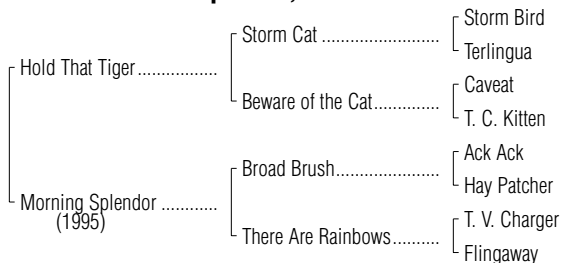 Storm Bird
Storm Cat ........................
Terlingua
Hold That Tiger.................
Caveat
Beware of the Cat..............
T. C. Kitten
Ack Ack
Broad Brush......................
Hay Patcher
Morning Splendor ............
(1995)
T. V. Charger
There Are Rainbows..........
Flingaway